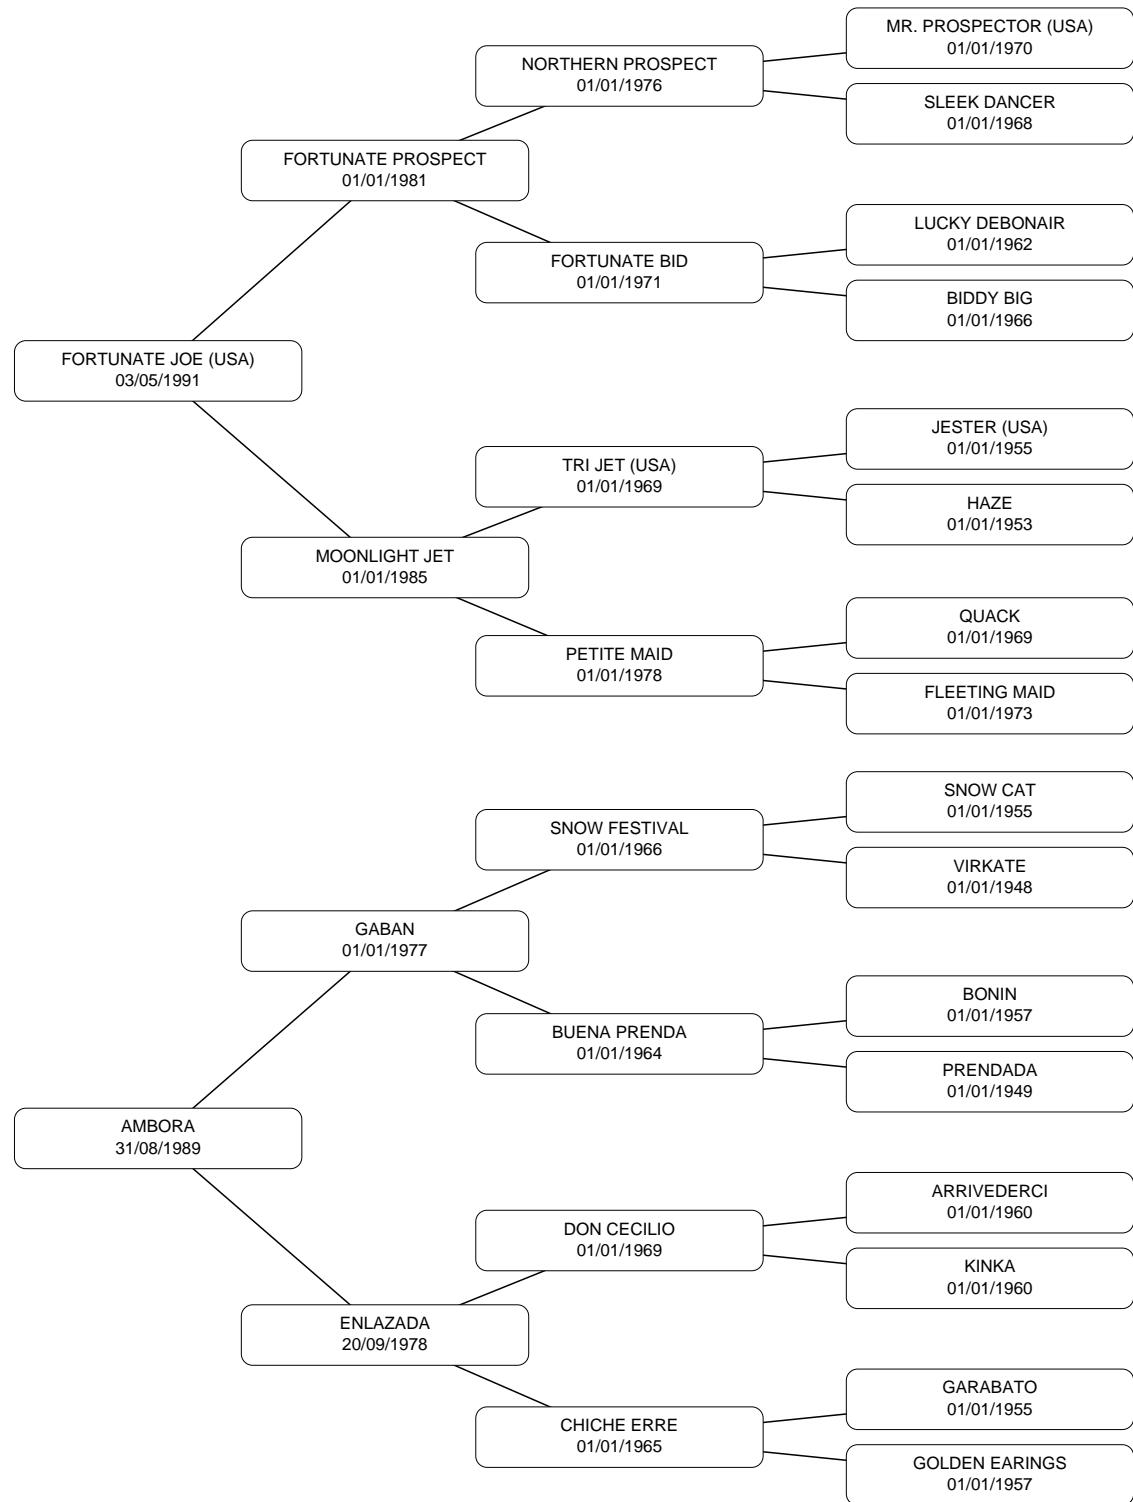 MR. PROSPECTOR (USA)
01/01/1970
NORTHERN PROSPECT
01/01/1976
SLEEK DANCER
01/01/1968
FORTUNATE PROSPECT
01/01/1981
LUCKY DEBONAIR
01/01/1962
FORTUNATE BID
01/01/1971
BIDDY BIG
01/01/1966
FORTUNATE JOE (USA)
03/05/1991
JESTER (USA)
01/01/1955
TRI JET (USA)
01/01/1969
HAZE
01/01/1953
MOONLIGHT JET
01/01/1985
QUACK
01/01/1969
PETITE MAID
01/01/1978
FLEETING MAID
01/01/1973
SNOW CAT
01/01/1955
SNOW FESTIVAL
01/01/1966
VIRKATE
01/01/1948
GABAN
01/01/1977
BONIN
01/01/1957
BUENA PRENDA
01/01/1964
PRENDADA
01/01/1949
AMBORA
31/08/1989
ARRIVEDERCI
01/01/1960
DON CECILIO
01/01/1969
KINKA
01/01/1960
ENLAZADA
20/09/1978
GARABATO
01/01/1955
CHICHE ERRE
01/01/1965
GOLDEN EARINGS
01/01/1957